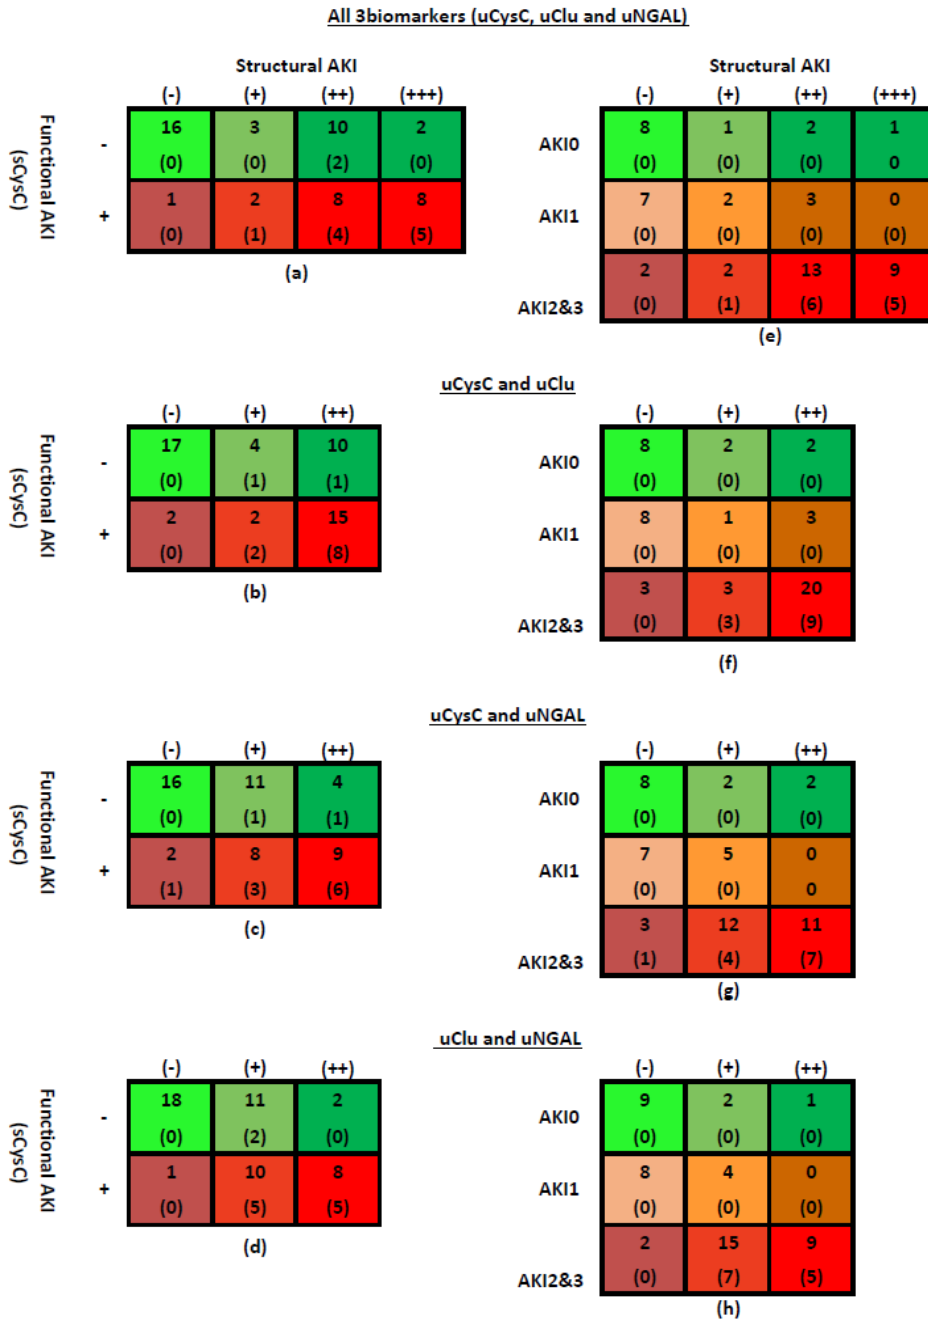 All 3biomarkers (uCysC, uClu and uNGAL)
Structural AKI
(-) (+) (++) (+++)
Functional AKI
(sCysC)
- 16 3 10 2
(0) (0) (2) (0)
+ 1 2 8 8
(0) (1) (4) (5)
(a)
Structural AKI
(-) (+) (++) (+++)
AKI0 8 1 2 1
(0) (0) (0) 0
AKI1 7 2 3 0
(0) (0) (0) (0)
2 2 13 9
AKI2&3 (0) (1) (6) (5)
(e)
uCysC and uClu
(-) (+) (++)
Functional AKI
(sCysC)
- 17 4 10
(0) (1) (1)
+ 2 2 15
(0) (2) (8)
(b)
(-) (+) (++)
AKI0 8 2 2
(0) (0) (0)
AKI1 8 1 3
(0) (0) (0)
3 3 20
AKI2&3 (0) (3) (9)
(f)
uCysC and uNGAL
(-) (+) (++)
Functional AKI
(sCysC)
- 16 11 4
(0) (1) (1)
+ 2 8 9
(1) (3) (6)
(c)
(-) (+) (++)
AKI0 8 2 2
(0) (0) (0)
AKI1 7 5 0
(0) (0) 0
3 12 11
AKI2&3 (1) (4) (7)
(g)
uClu and uNGAL
(-) (+) (++)
Functional AKI
(sCysC)
- 18 11 2
(0) (2) (0)
+ 1 10 8
(0) (5) (5)
(d)
(-) (+) (++)
AKI0 9 2 1
(0) (0) (0)
AKI1 8 4 0
(0) (0) (0)
2 15 9
AKI2&3 (0) (7) (5)
(h)